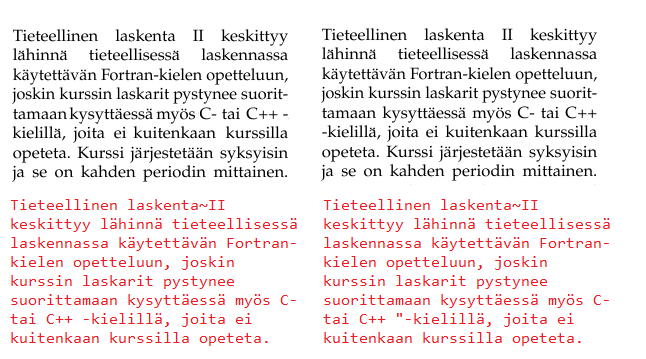 Tieteellinen laskenta II keskittyy
lähinnä tieteellisessä laskennassa
käytettävän Fortran-kielen opetteluun,
joskin kurssin laskarit pystynee suorit-
tamaan kysyttäessä myös C- tai C++ -
kielillä, joita ei kuitenkaan kurssilla
opeteta. Kurssi järjestetään syksyisin
ja se on kahden periodin mittainen.
Tieteellinen laskenta~II
keskittyy lähinnä tieteellisessä
laskennassa käytettävän Fortran-
kielen opetteluun, joskin
kurssin laskarit pystynee
suorittamaan kysyttäessä myös C-
tai C++ -kielillä, joita ei
kuitenkaan kurssilla opeteta.
Tieteellinen laskenta II keskittyy
lähinnä tieteellisessä laskennassa
käytettävän Fortran-kielen opetteluun,
joskin kurssin laskarit pystynee suorit-
tamaan kysyttäessä myös C- tai C++
-kielillä, joita ei kuitenkaan kurssilla
opeteta. Kurssi järjestetään syksyisin
ja se on kahden periodin mittainen.
Tieteellinen laskenta~II
keskittyy lähinnä tieteellisessä
laskennassa käytettävän Fortran-
kielen opetteluun, joskin
kurssin laskarit pystynee
suorittamaan kysyttäessä myös C-
tai C++ "-kielillä, joita ei
kuitenkaan kurssilla opeteta.